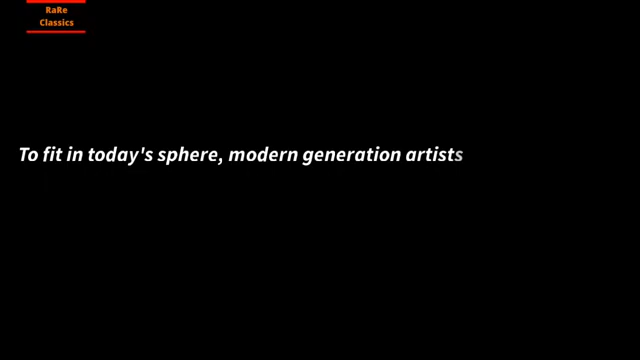 RaRe
Classics
To fit in today's sphere, modern generation artists